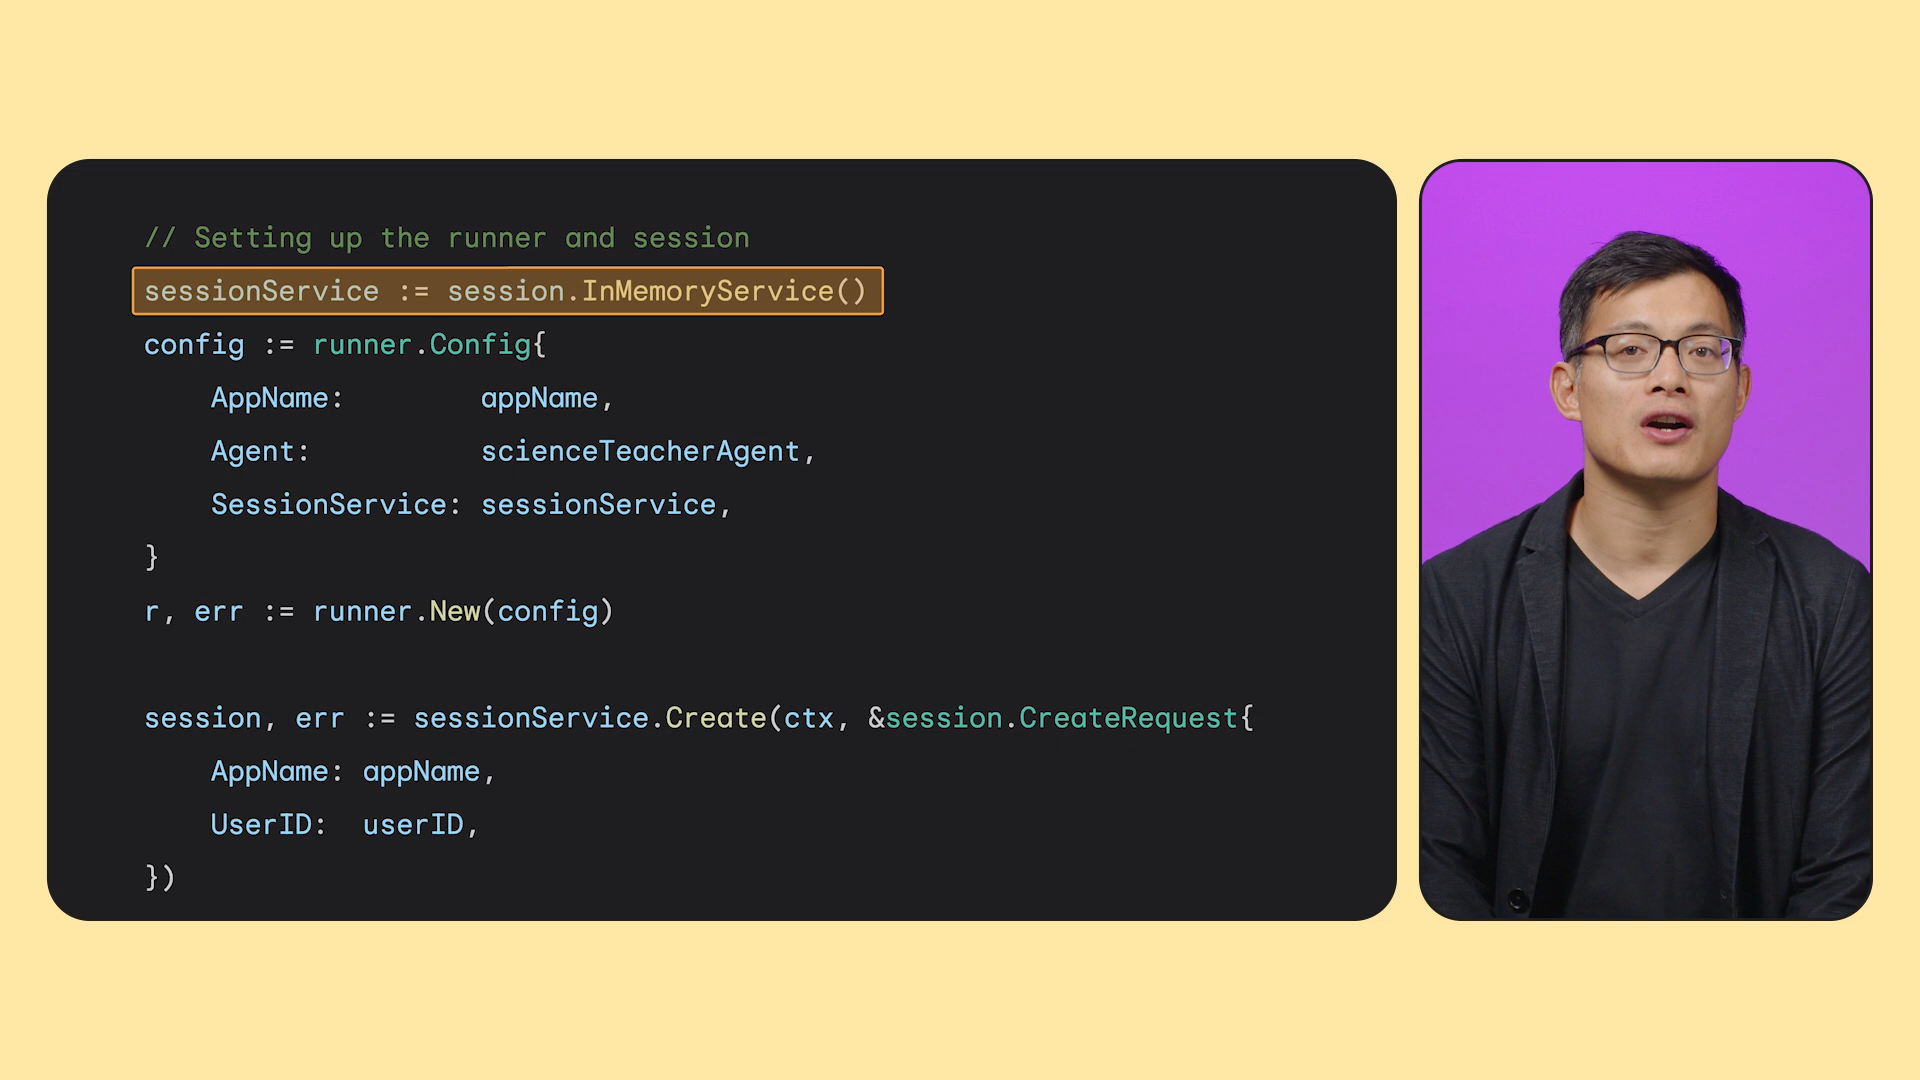 // Setting up the runner and session
sessionService := session.InMemoryService()
config := runner.Config{
    AppName:        appName,
    Agent:          scienceTeacherAgent,
    SessionService: sessionService,
}
r, err := runner.New(config)

session, err := sessionService.Create(ctx, &session.CreateRequest{
    AppName: appName,
    UserID:  userID,
})